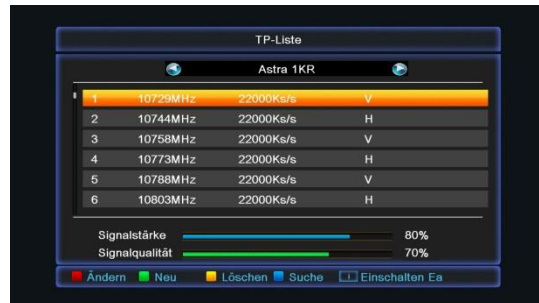 TP-Liste
Astra 1KR
1 10729MHz 22000Ks/s V
2 10744MHz 22000Ks/s H
3 10758MHz 22000Ks/s V
4 10773MHz 22000Ks/s H
5 10788MHz 22000Ks/s V
6 10803MHz 22000Ks/s H
Signalstärke 80%
Signalqualität 70%
Ändern Neu Löschen Suche Einschalten Ea